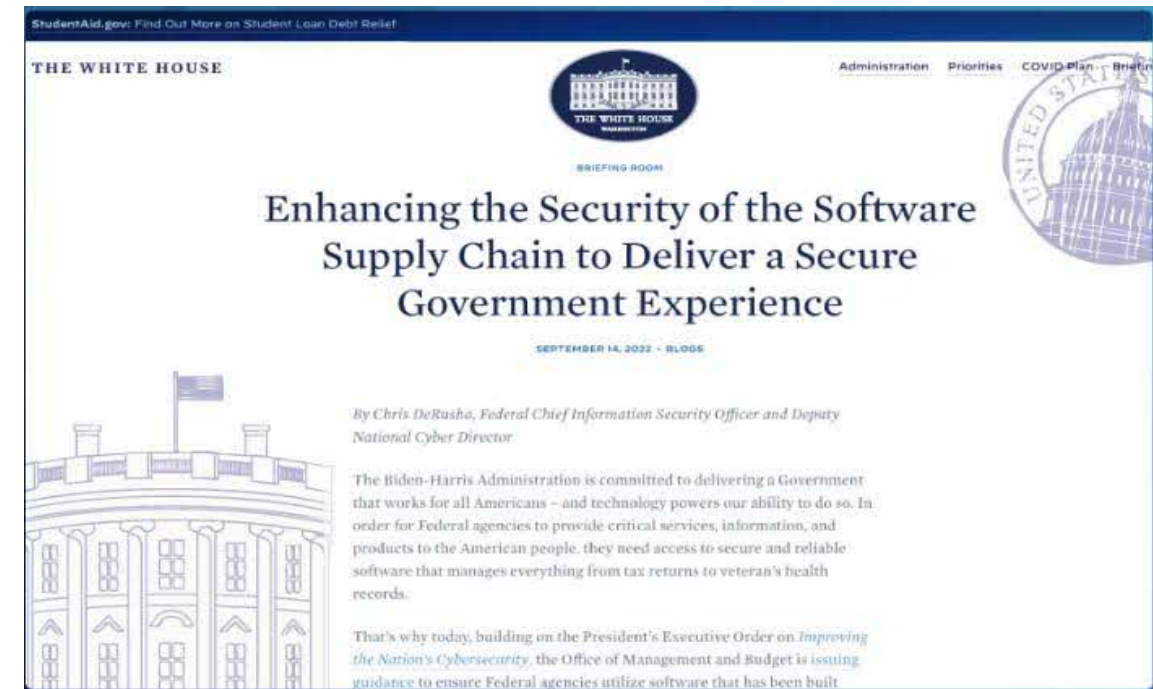 StudentAid.gov: Find Out More on Student Loan Debt Relief
THE WHITE HOUSE
THE WHITE HOUSE
WASHINGTON
Administration Priorities COVID Plan Briefin
UNITED STATES
BRIEFING ROOM
Enhancing the Security of the Software
Supply Chain to Deliver a Secure
Government Experience
SEPTEMBER 14, 2022 • BLOGS
By Chris DeRusha, Federal Chief Information Security Officer and Deputy
National Cyber Director
The Biden-Harris Administration is committed to delivering a Government
that works for all Americans – and technology powers our ability to do so. In
order for Federal agencies to provide critical services, information, and
products to the American people, they need access to secure and reliable
software that manages everything from tax returns to veteran's health
records.
That's why today, building on the President's Executive Order on Improving
the Nation's Cybersecurity, the Office of Management and Budget is issuing
guidance to ensure Federal agencies utilize software that has been built